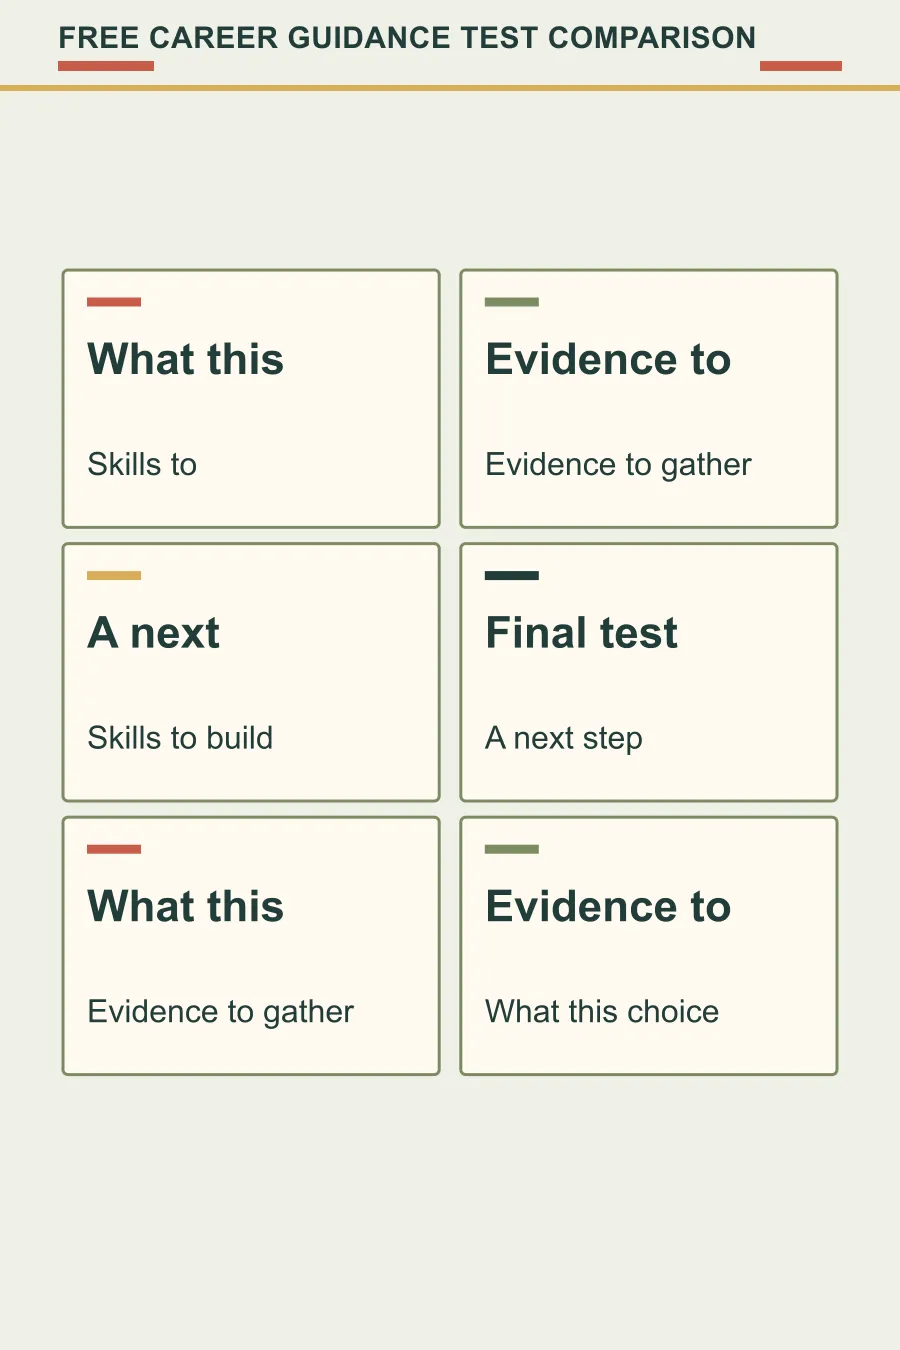 FREE CAREER GUIDANCE TEST COMPARISON
What this
Skills to
Evidence to
Evidence to gather
A next
Skills to build
Final test
A next step
What this
Evidence to gather
Evidence to
What this choice